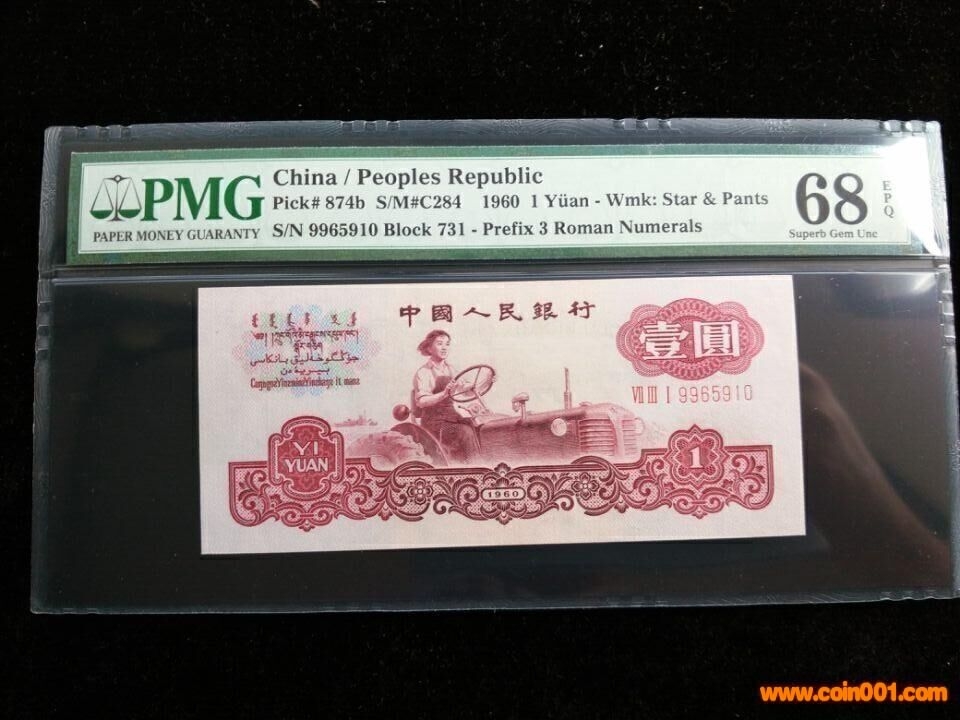 PMG
PAPER MONEY GUARANTY
China / Peoples Republic
Pick# 874b S/M#C284 1960 1 Yüan - Wmk: Star & Pants
S/N 9965910 Block 731 - Prefix 3 Roman Numerals
68
EPQ
Superb Gem Unc
中國人民銀行
壹圓
VII III I 9965910
YI
YUAN
1960
1
www.coin001.com